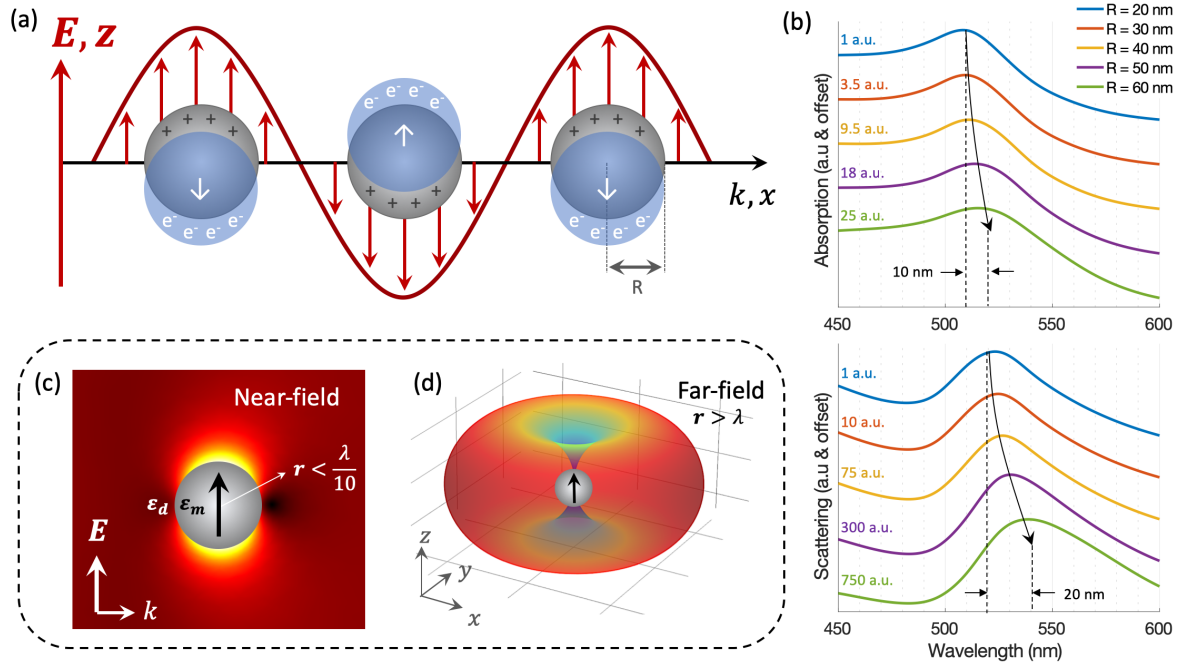 (a)
E, z
e⁻ e⁻ e⁻ e⁻
+ + + +
+ + + +
e⁻ e⁻ e⁻ e⁻
+ + + +
e⁻ e⁻ e⁻ e⁻
k, x
R
(b)
R = 20 nm
R = 30 nm
R = 40 nm
R = 50 nm
R = 60 nm
Absorption (a.u & offset)
1 a.u.
3.5 a.u.
9.5 a.u.
18 a.u.
25 a.u.
10 nm
450 500 550 600
Scattering (a.u & offset)
1 a.u.
10 a.u.
75 a.u.
300 a.u.
750 a.u.
20 nm
450 500 550 600
Wavelength (nm)
(c)
Near-field
r < λ/10
ε_d ε_m
E
k
(d)
Far-field
r > λ
z
y
x